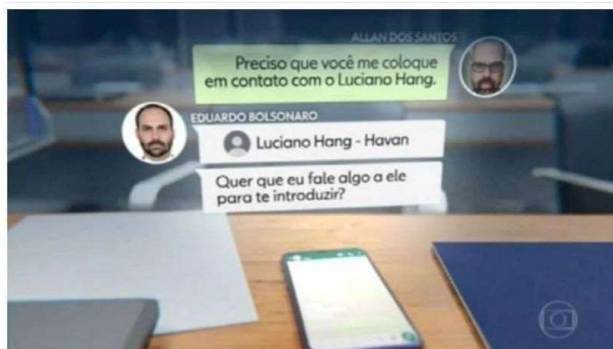 ALLAN DOS SANTOS
Preciso que você me coloque
em contato com o Luciano Hang.
EDUARDO BOLSONARO
Luciano Hang - Havan
Quer que eu fale algo a ele
para te introduzir?